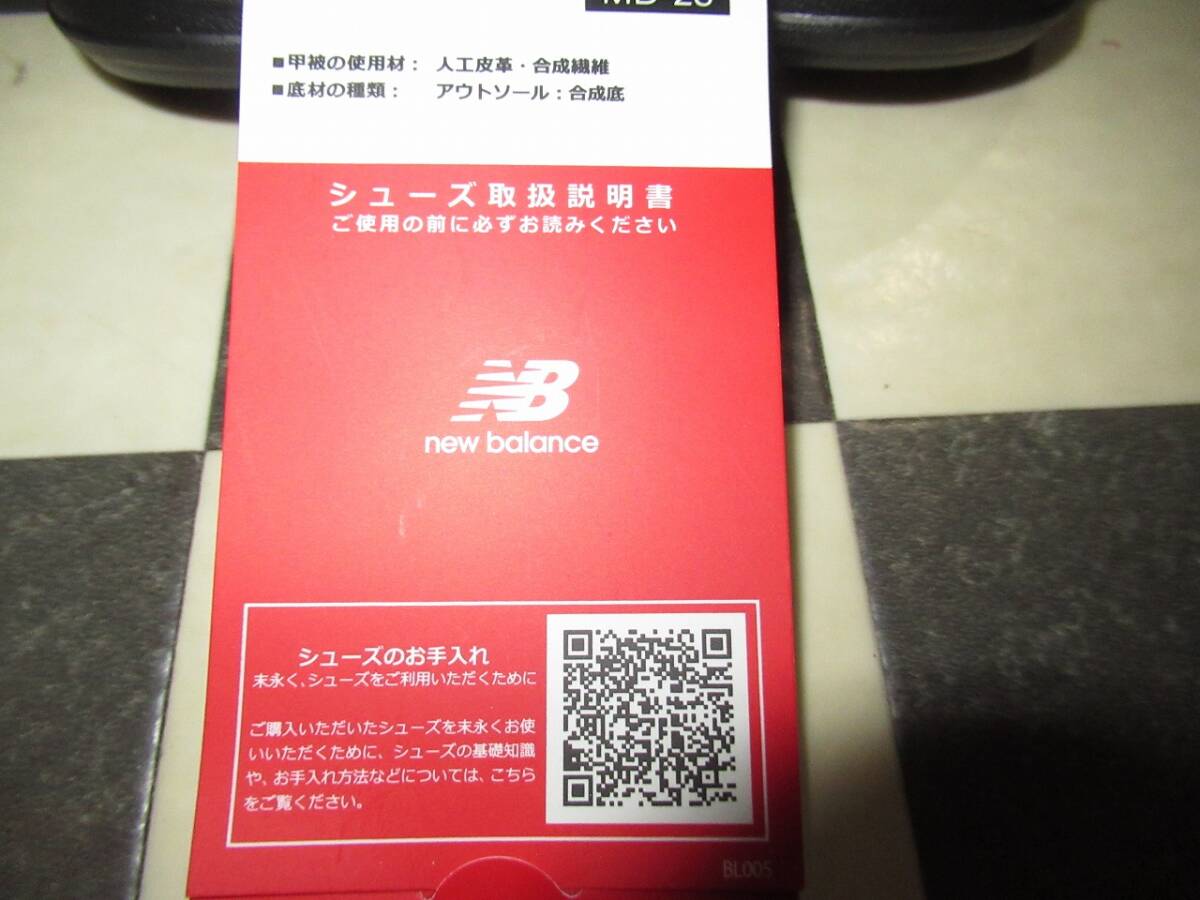 ■甲被の使用材： 人工皮革・合成繊維
■底材の種類： アウトソール：合成底
シューズ取扱説明書
ご使用の前に必ずお読みください
NB
new balance
シューズのお手入れ
末永く、シューズをご利用いただくために
ご購入いただいたシューズを末永くお使
いいただくために、シューズの基礎知識
や、お手入れ方法などについては、こちら
をご覧ください。
BL005